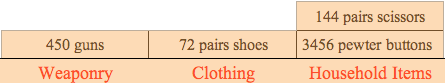 144 pairs scissors
450 guns 72 pairs shoes 3456 pewter buttons
Weaponry Clothing Household Items